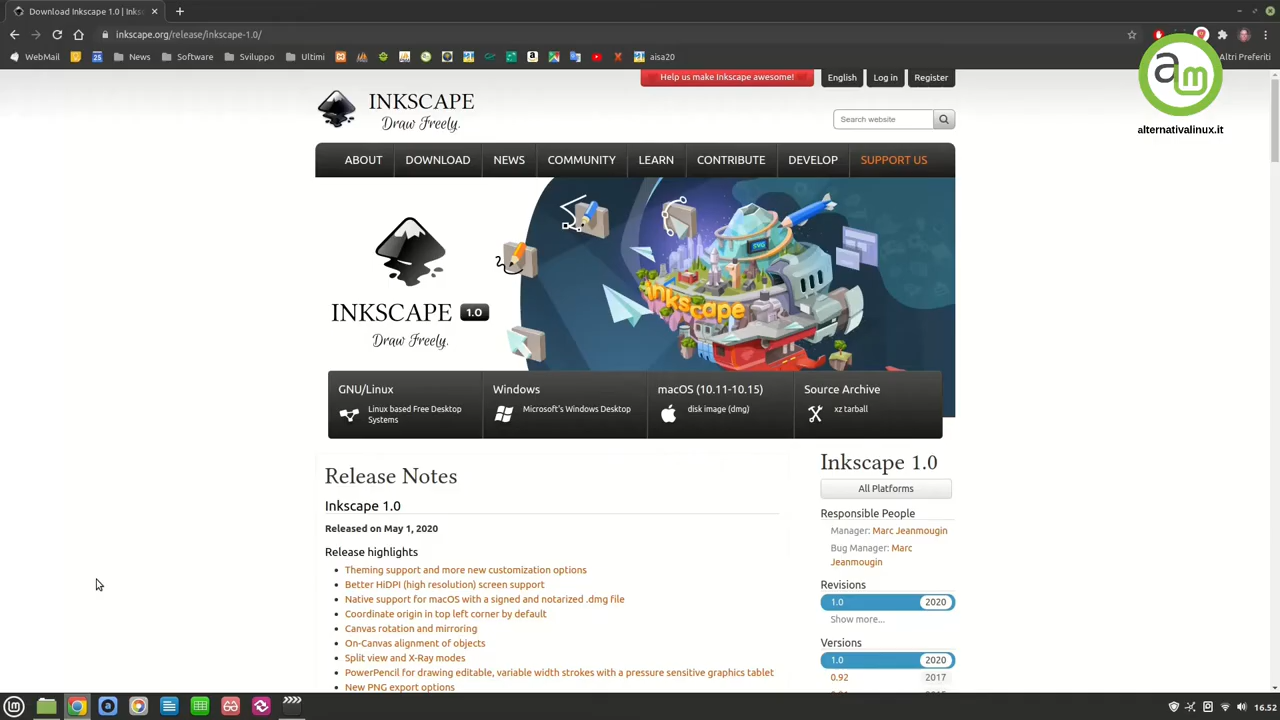 Download Inkscape 1.0 | Inks
inkscape.org/release/inkscape-1.0/
WebMail
25
News
Software
Sviluppo
Ultimi
aisa20
Altri Preferiti
am
alternativalinux.it
Help us make Inkscape awesome!
English
Log in
Register
INKSCAPE
Draw Freely.
Search website
ABOUT
DOWNLOAD
NEWS
COMMUNITY
LEARN
CONTRIBUTE
DEVELOP
SUPPORT US
SVG
inkscape
INKSCAPE 1.0
Draw Freely.
GNU/Linux
Linux based Free Desktop
Systems
Windows
Microsoft's Windows Desktop
macOS (10.11-10.15)
disk image (dmg)
Source Archive
xz tarball
Release Notes
Inkscape 1.0
Released on May 1, 2020
Release highlights
Theming support and more new customization options
Better HiDPI (high resolution) screen support
Native support for macOS with a signed and notarized .dmg file
Coordinate origin in top left corner by default
Canvas rotation and mirroring
On-Canvas alignment of objects
Split view and X-Ray modes
PowerPencil for drawing editable, variable width strokes with a pressure sensitive graphics tablet
New PNG export options
Inkscape 1.0
All Platforms
Responsible People
Manager: Marc Jeanmougin
Bug Manager: Marc
Jeanmougin
Revisions
1.0 2020
Show more...
Versions
1.0 2020
0.92 2017
16.52